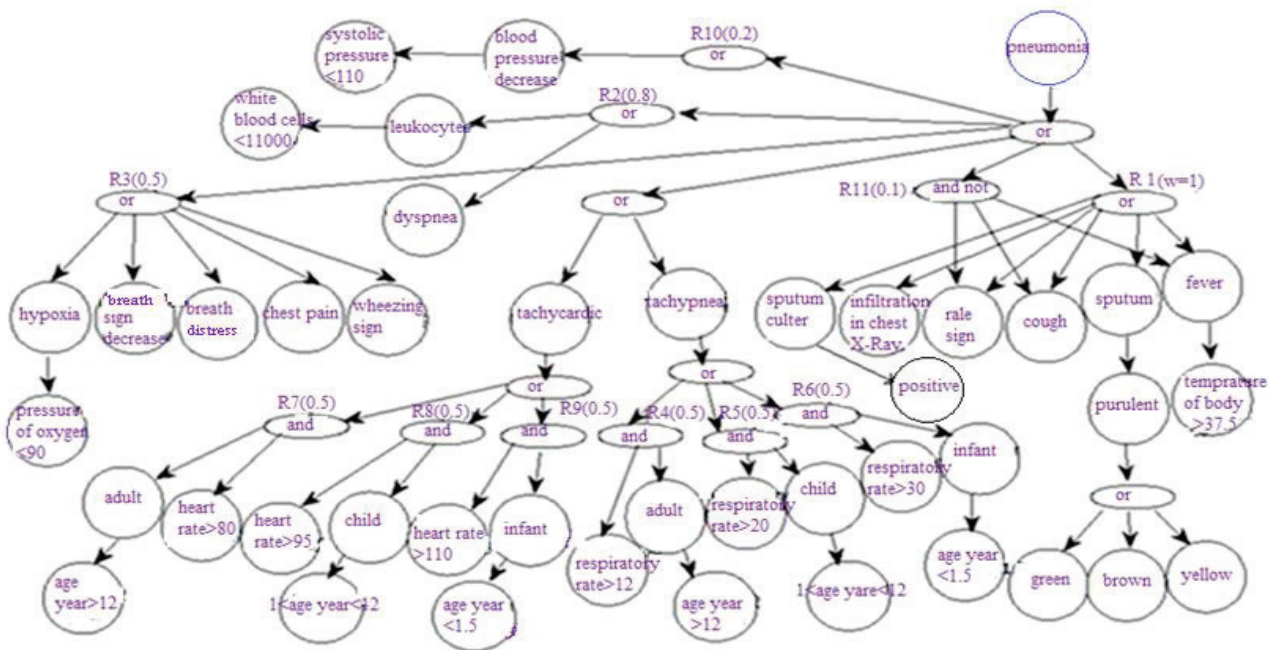 R10(0.2)
or
blood
pressure
decrease
systolic
pressure
<110
pneumonia
or
R2(0.8)
or
leukocytes
white
blood cells
<11000
dyspnea
R3(0.5)
or
or
R11(0.1)
and not
R 1(w=1)
or
hypoxia
breath
sign
decrease
breath
distress
chest pain
wheezing
sign
tachycardic
tachypneal
sputum
culter
infiltration
in chest
X-Ray
rale
sign
cough
sputum
fever
pressure
of oxygen
<90
or
or
positive
purulent
temprature
of body
>37.5
R7(0.5)
and
R8(0.5)
and
R9(0.5)
and
R4(0.5)
and
R5(0.5)
and
R6(0.5)
and
adult
heart
rate>80
heart
rate>95
child
heart rate
>110
infant
respiratory
rate>12
adult
respiratory
rate>20
child
respiratory
rate>30
infant
or
age
year>12
1<age year<12
age year
<1.5
age year
>12
1<age yare<12
age year
<1.5
green
brown
yellow